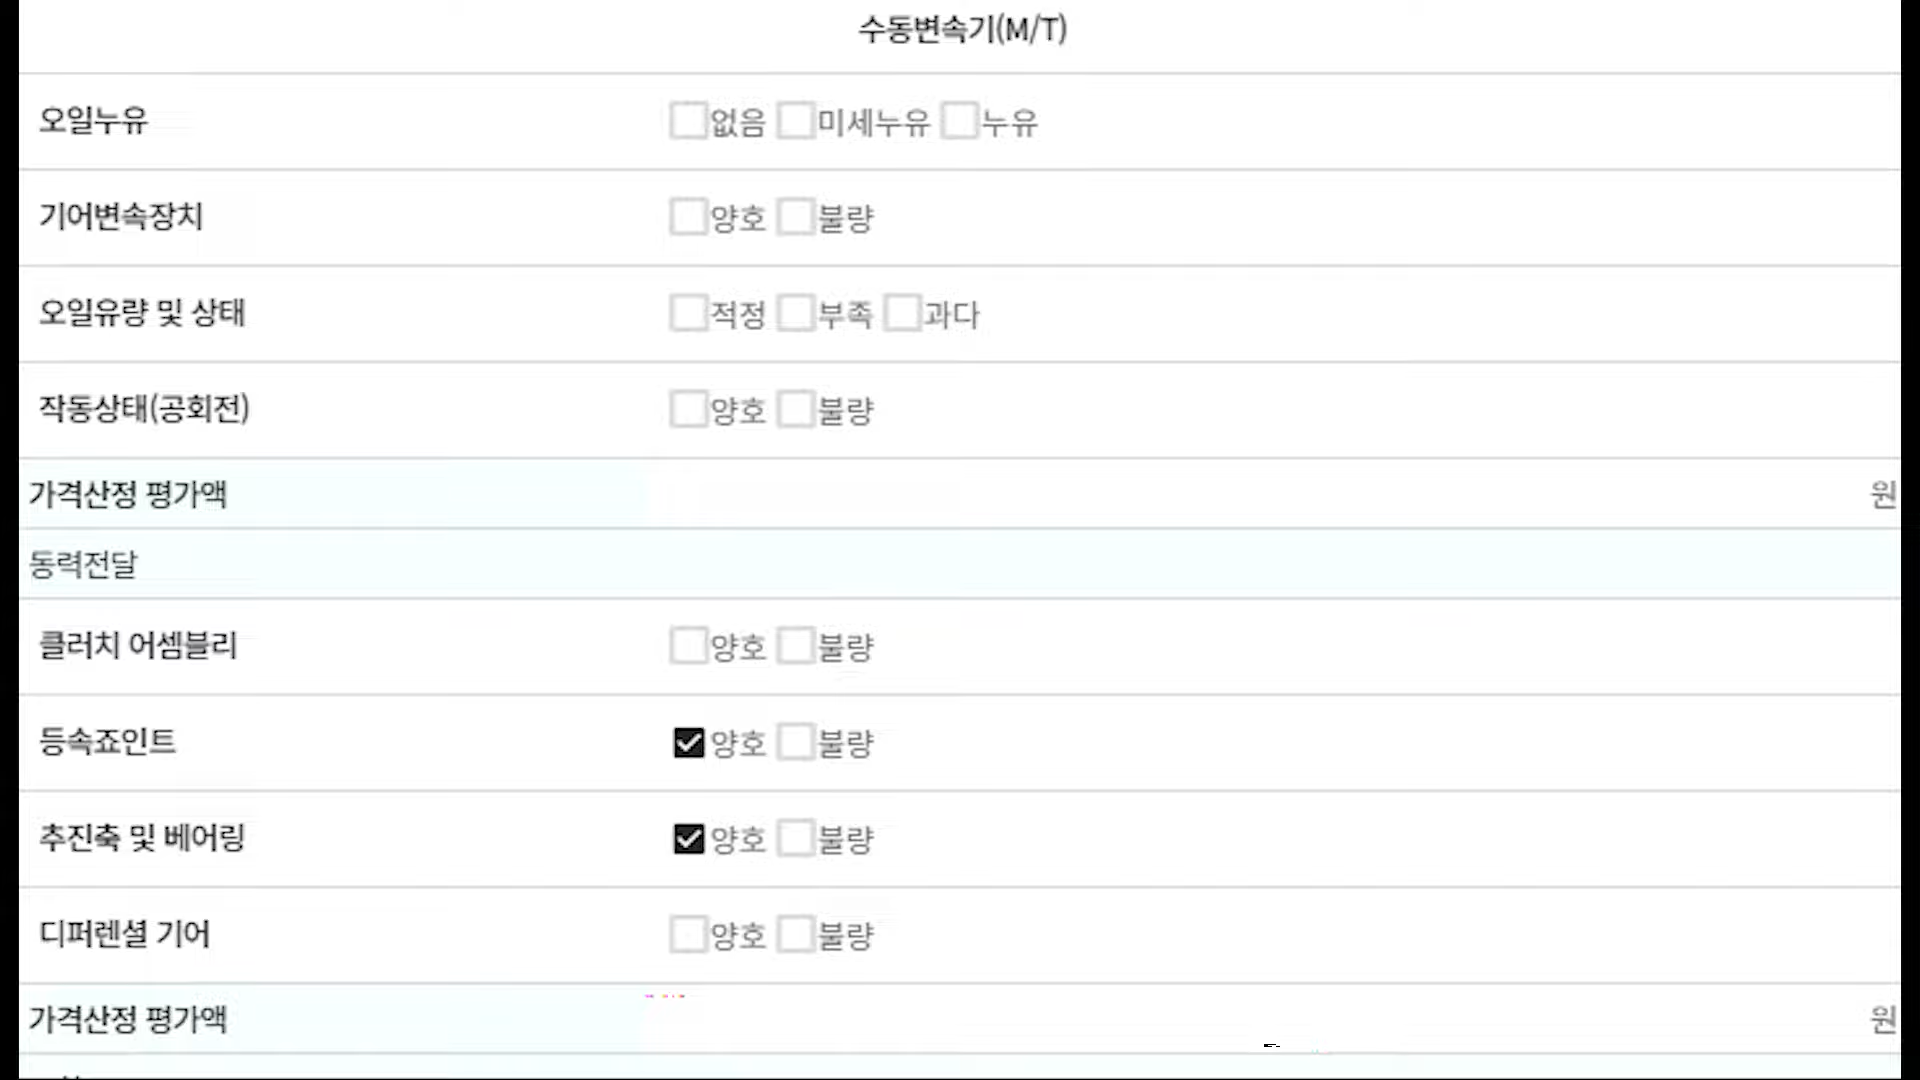 수동변속기(M/T)
오일누유 없음 미세누유 누유
기어변속장치 양호 불량
오일유량 및 상태 적정 부족 과다
작동상태(공회전) 양호 불량
가격산정 평가액 원
동력전달
클러치 어셈블리 양호 불량
등속죠인트 양호 불량
추진축 및 베어링 양호 불량
디퍼렌셜 기어 양호 불량
가격산정 평가액 원